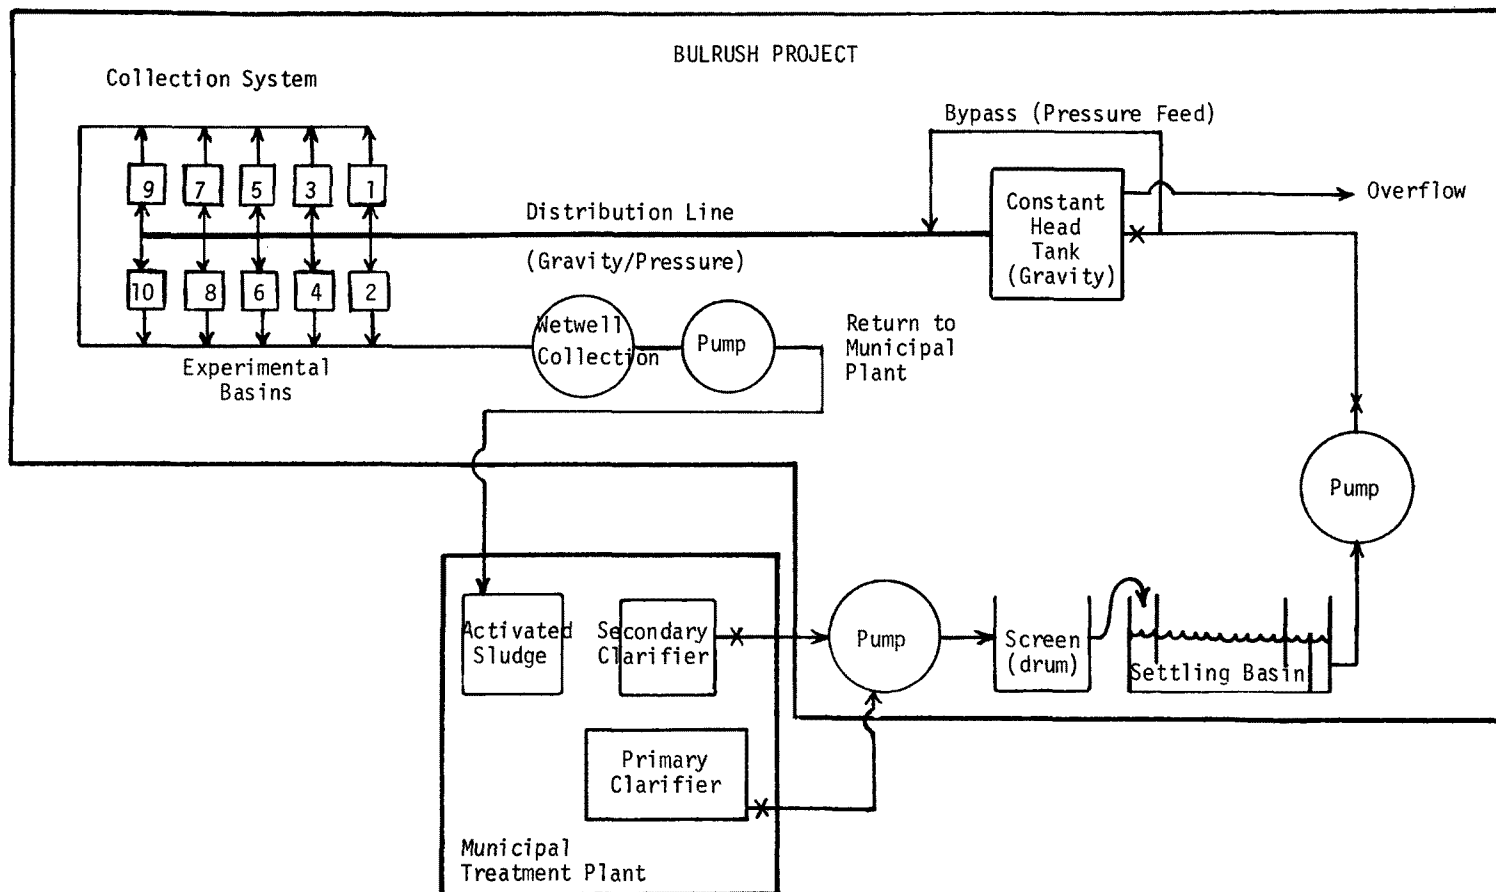 BULRUSH PROJECT
Collection System
Bypass (Pressure Feed)
9 7 5 3 1
Distribution Line
(Gravity/Pressure)
Constant
Head
Tank
(Gravity)
Overflow
10 8 6 4 2
Experimental
Basins
Wetwell
Collection
Pump
Return to
Municipal
Plant
Pump
Activated
Sludge
Secondary
Clarifier
Pump
Screen
(drum)
Settling Basin
Primary
Clarifier
Municipal
Treatment Plant